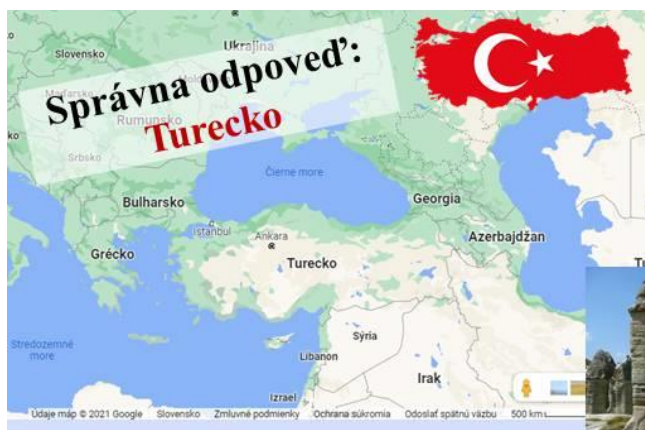 Správna odpoveď:
Turecko
Slovensko
Ukrajina
Maďarsko
Rumunsko
Srbsko
Čierne more
Bulharsko
Georgia
Istanbul
Ankara
Azerbajdžan
Grécko
Turecko
Stredozemné
more
Sýria
Libanon
Irak
Izrael
Údaje máp © 2021 Google Slovensko Zmluvné podmienky Ochrana súkromia Odoslať spätnú väzbu 500 km